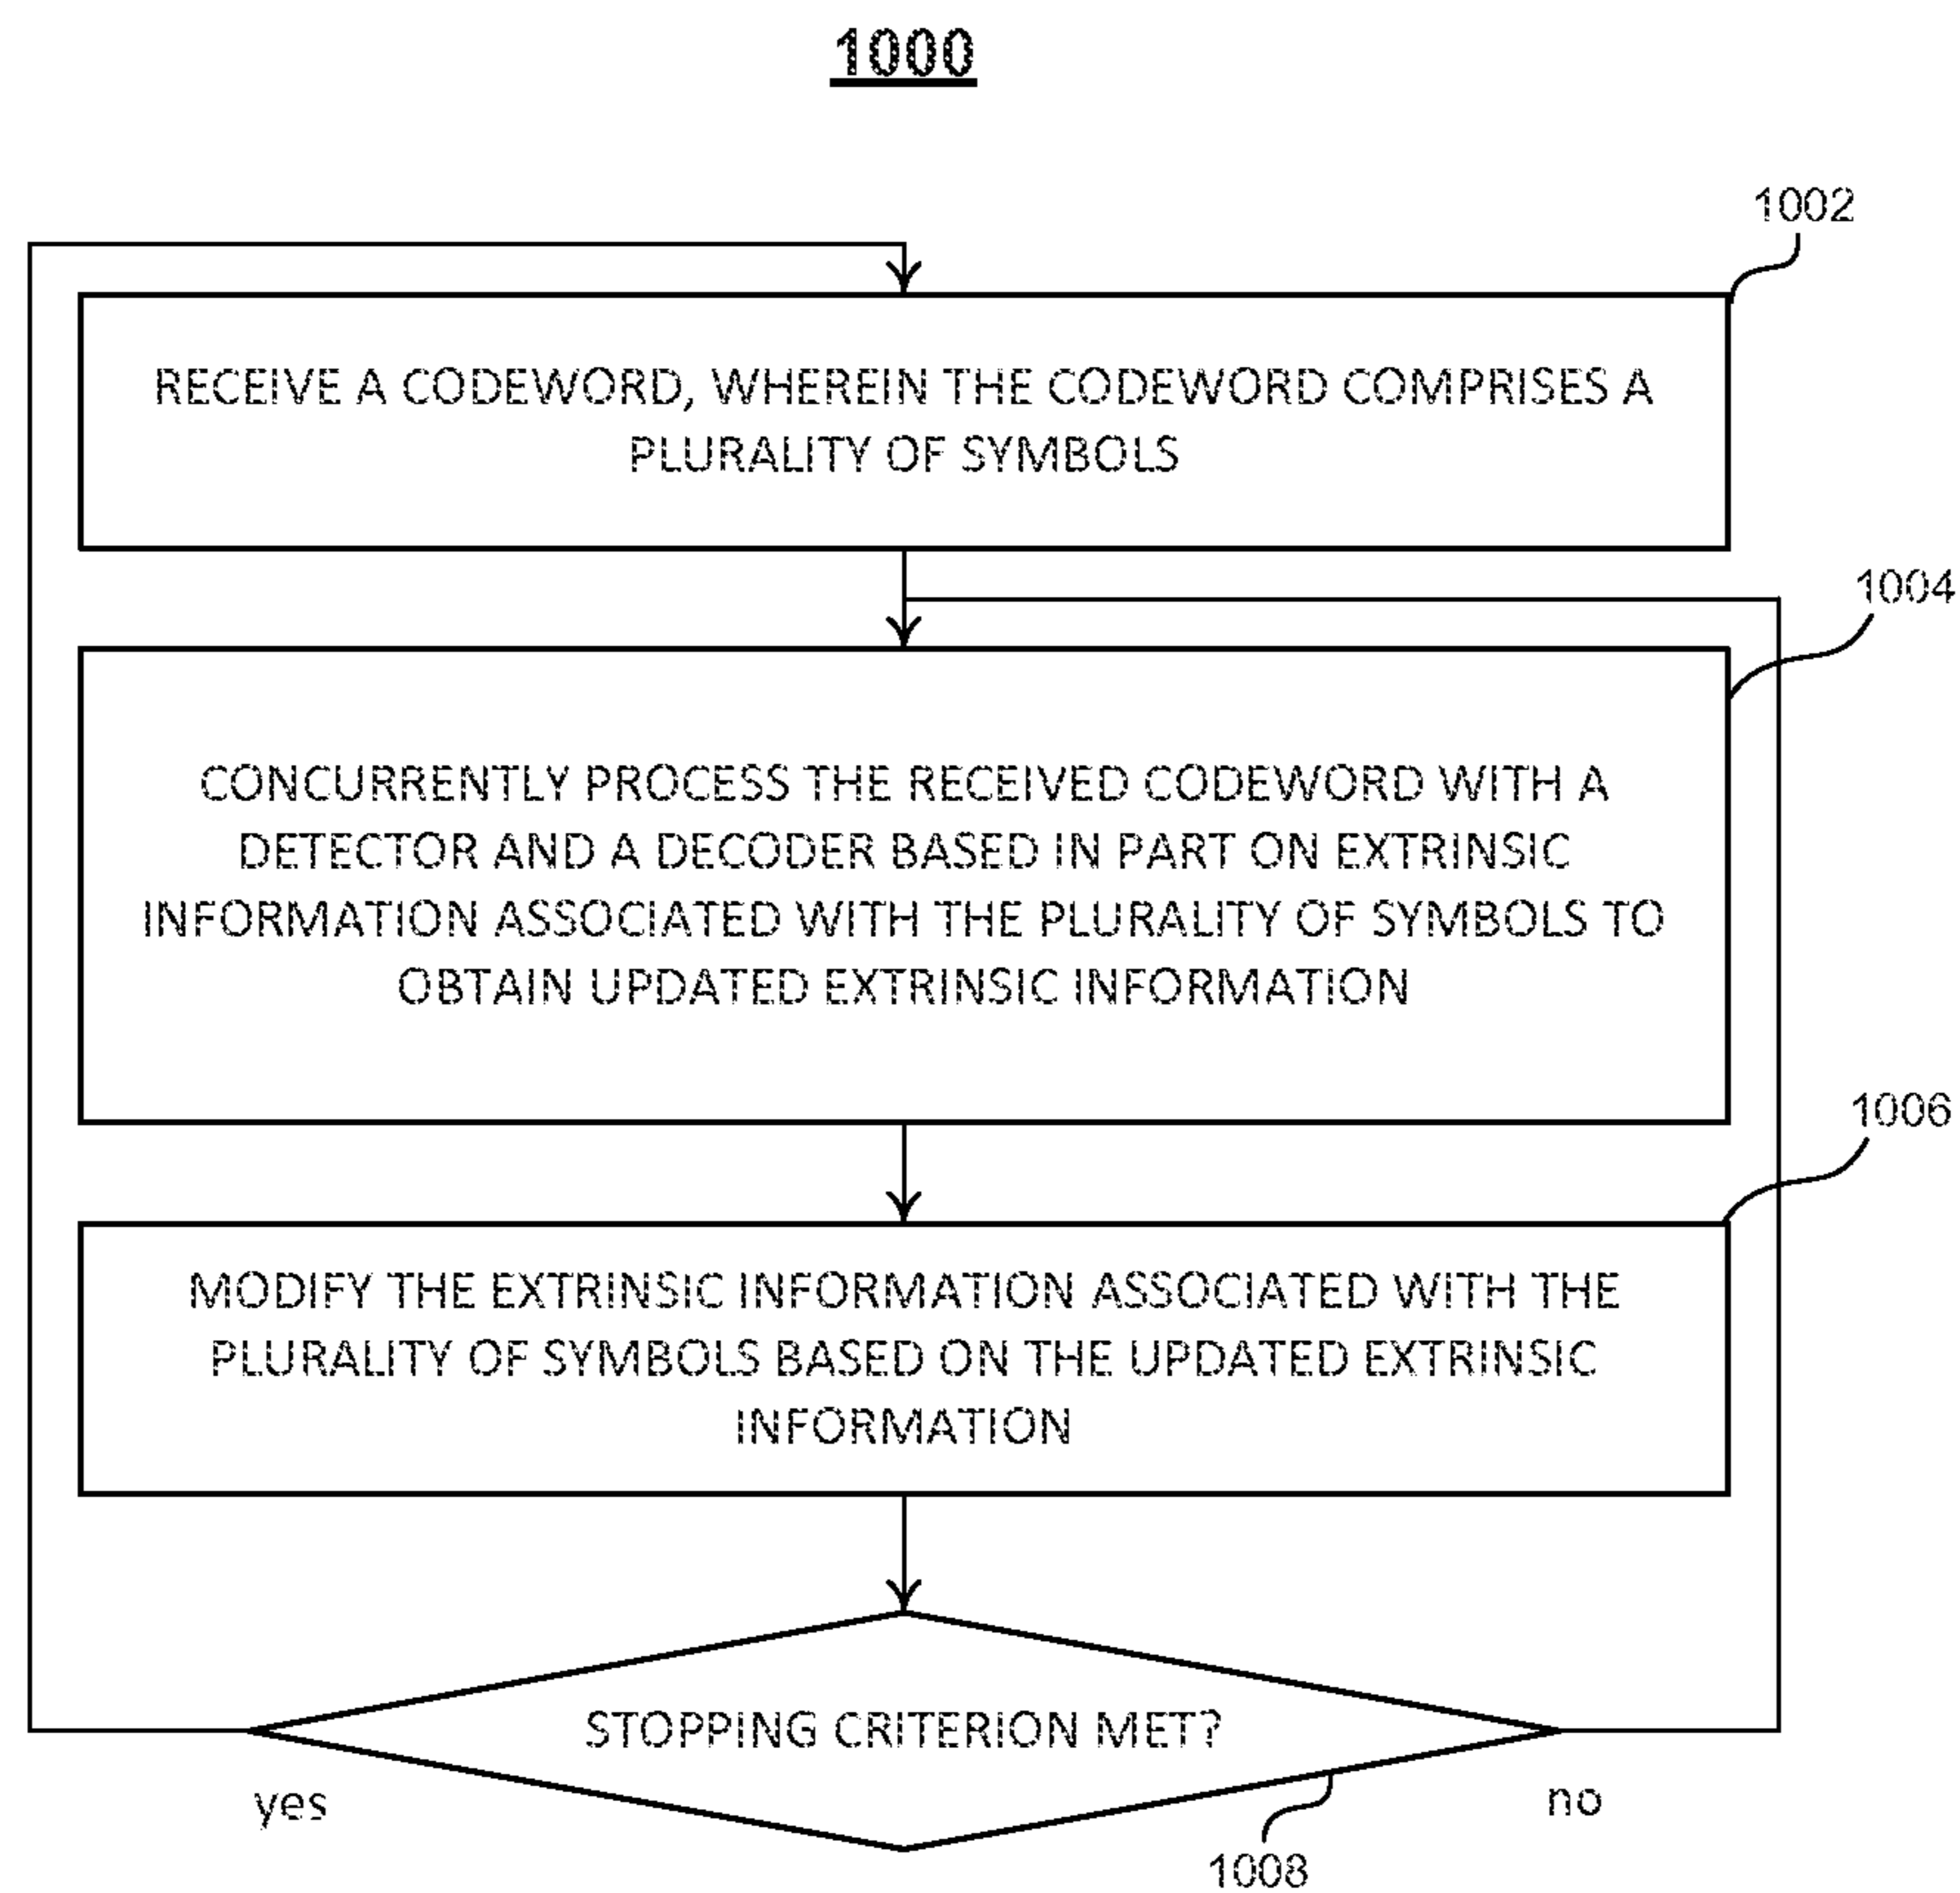 1000
1002
RECEIVE A CODEWORD, WHEREIN THE CODEWORD COMPRISES A
PLURALITY OF SYMBOLS
1004
CONCURRENTLY PROCESS THE RECEIVED CODEWORD WITH A
DETECTOR AND A DECODER BASED IN PART ON EXTRINSIC
INFORMATION ASSOCIATED WITH THE PLURALITY OF SYMBOLS TO
OBTAIN UPDATED EXTRINSIC INFORMATION
1006
MODIFY THE EXTRINSIC INFORMATION ASSOCIATED WITH THE
PLURALITY OF SYMBOLS BASED ON THE UPDATED EXTRINSIC
INFORMATION
STOPPING CRITERION MET?
yes
no
1008